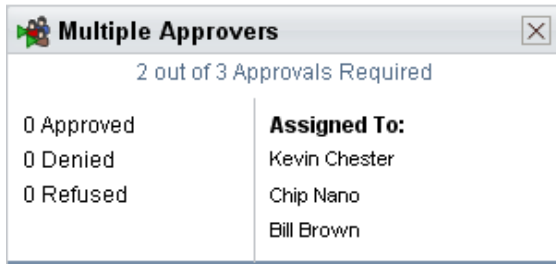 Multiple Approvers
2 out of 3 Approvals Required
0 Approved
0 Denied
0 Refused
Assigned To:
Kevin Chester
Chip Nano
Bill Brown